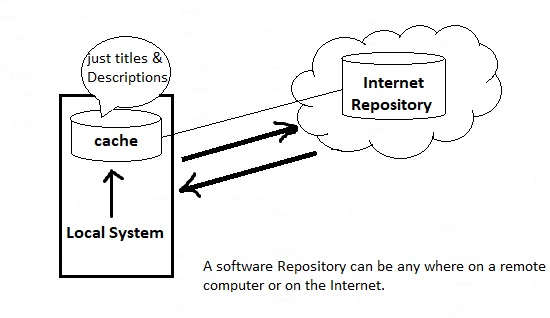 just titles &
Descriptions
cache
Local System
Internet
Repository
A software Repository can be any where on a remote
computer or on the Internet.